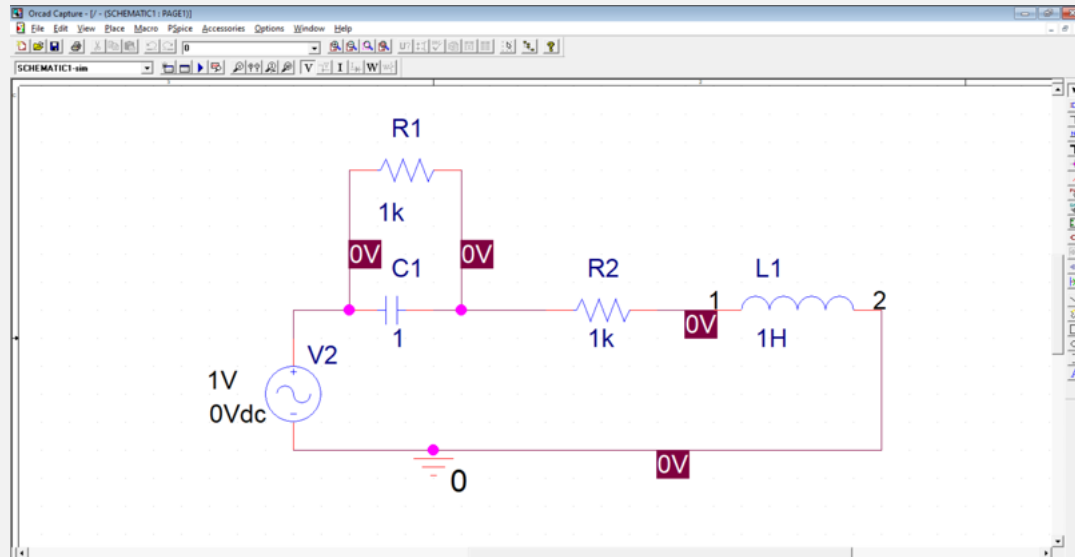 Orcad Capture - [/ - (SCHEMATIC1 : PAGE1)]
File Edit View Place Macro PSpice Accessories Options Window Help
0
SCHEMATIC1-sim
V I W
R1
1k
0V 0V
C1 R2 L1
1 2
1 1k 0V 1H
V2
1V
0Vdc
0V
0